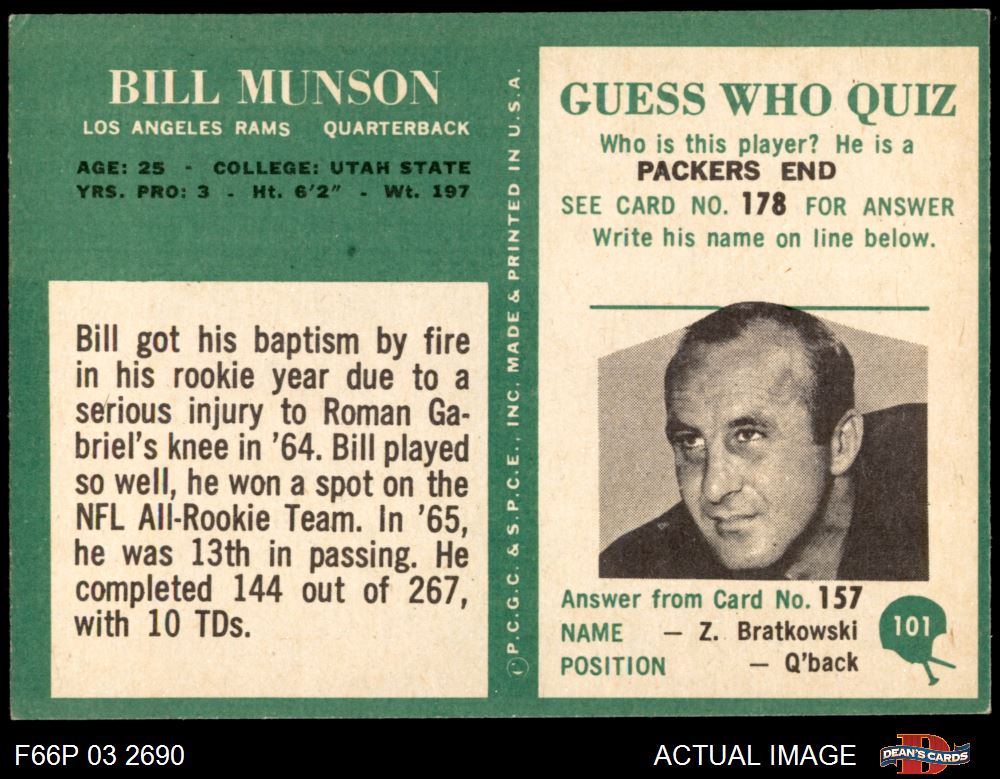 BILL MUNSON
LOS ANGELES RAMS QUARTERBACK
AGE: 25 - COLLEGE: UTAH STATE
YRS. PRO: 3 - Ht. 6'2" - Wt. 197
Bill got his baptism by fire
in his rookie year due to a
serious injury to Roman Ga-
briel's knee in '64. Bill played
so well, he won a spot on the
NFL All-Rookie Team. In '65,
he was 13th in passing. He
completed 144 out of 267,
with 10 TDs.
© P.C.G.C. & S.P.C.E., INC. MADE & PRINTED IN U.S.A.
GUESS WHO QUIZ
Who is this player? He is a
PACKERS END
SEE CARD NO. 178 FOR ANSWER
Write his name on line below.
Answer from Card No. 157
NAME — Z. Bratkowski
POSITION — Q'back
101
F66P 03 2690
ACTUAL IMAGE
DEAN'S CARDS